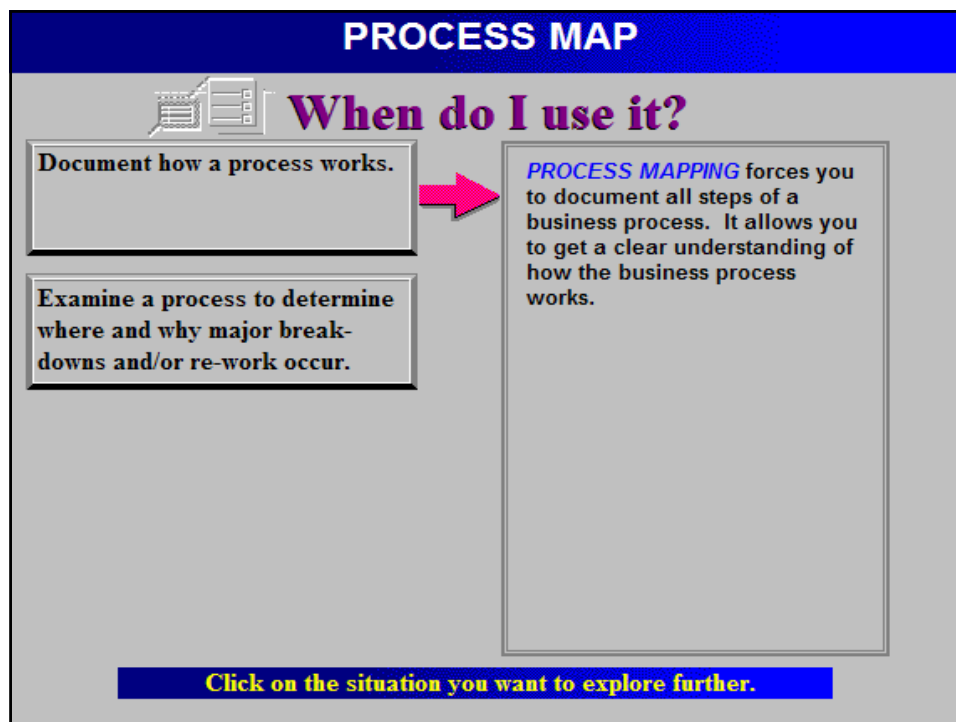 PROCESS MAP
When do I use it?
Document how a process works.
Examine a process to determine
where and why major break-
downs and/or re-work occur.
PROCESS MAPPING forces you
to document all steps of a
business process.  It allows you
to get a clear understanding of
how the business process
works.
Click on the situation you want to explore further.